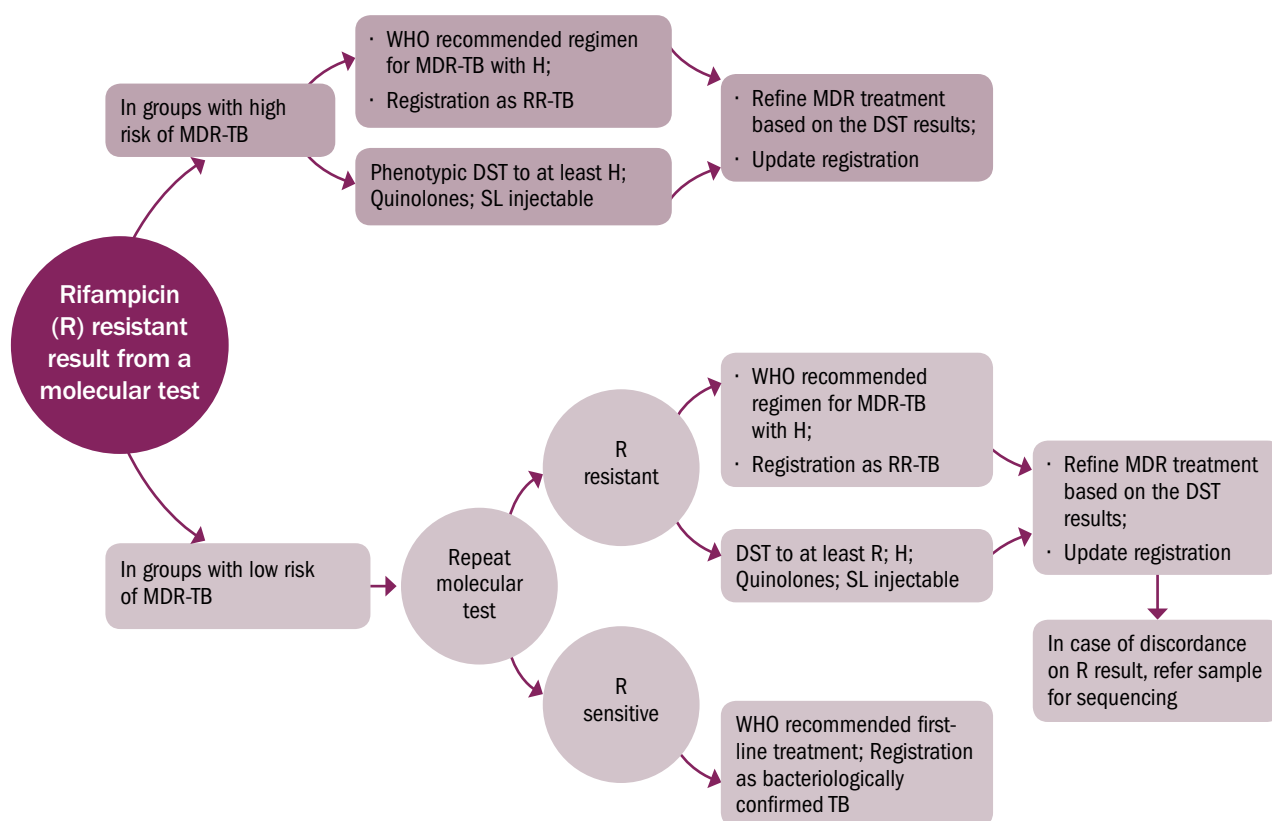 Rifampicin
(R) resistant
result from a
molecular test
In groups with high
risk of MDR-TB
· WHO recommended regimen
for MDR-TB with H;
· Registration as RR-TB
Phenotypic DST to at least H;
Quinolones; SL injectable
· Refine MDR treatment
based on the DST results;
· Update registration
In groups with low risk
of MDR-TB
Repeat
molecular
test
R
resistant
· WHO recommended
regimen for MDR-TB
with H;
· Registration as RR-TB
DST to at least R; H;
Quinolones; SL injectable
· Refine MDR treatment
based on the DST
results;
· Update registration
In case of discordance
on R result, refer sample
for sequencing
R
sensitive
WHO recommended first-
line treatment; Registration
as bacteriologically
confirmed TB